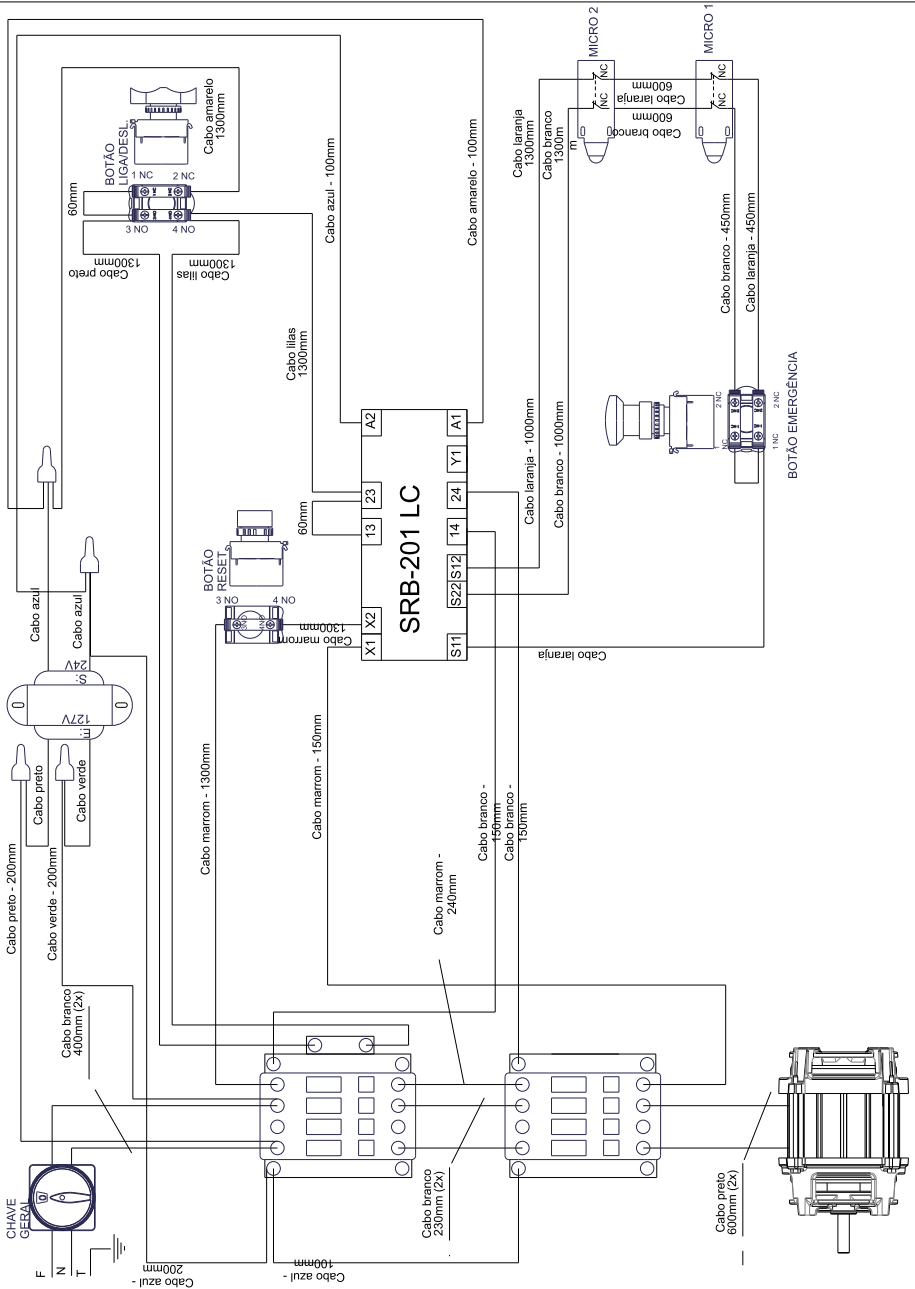 MICRO 2
MICRO 1
NC
NC
NC
NC
Cabo laranja
600mm
Cabo branco
600mm
Cabo laranja
1300mm
Cabo branco
1300m
m
Cabo amarelo
1300mm
BOTÃO
LIGA/DESL.
1 NC
2 NC
3 NO
4 NO
60mm
Cabo preto
1300mm
Cabo lilas
1300mm
Cabo azul - 100mm
Cabo amarelo - 100mm
Cabo branco - 450mm
Cabo laranja - 450mm
Cabo lilas
1300mm
BOTÃO EMERGÊNCIA
1 NC
2 NC
1 NC
2 NC
Cabo laranja - 1000mm
Cabo branco - 1000mm
SRB-201 LC
A2
23
13
X2
X1
A1
Y1
24
14
S12
S22
S11
60mm
BOTÃO
RESET
3 NO
4 NO
Cabo marrom
1300mm
Cabo laranja
Cabo azul
Cabo azul
S:
24V
127V
E:
Cabo preto
Cabo verde
Cabo preto - 200mm
Cabo verde - 200mm
Cabo marrom - 1300mm
Cabo marrom - 150mm
Cabo branco -
150mm
Cabo branco -
150mm
Cabo marrom -
240mm
Cabo branco
400mm (2x)
Cabo branco
230mm (2x)
Cabo preto
600mm (2x)
CHAVE
GERAL
F
N
T
Cabo azul -
200mm
Cabo azul -
100mm